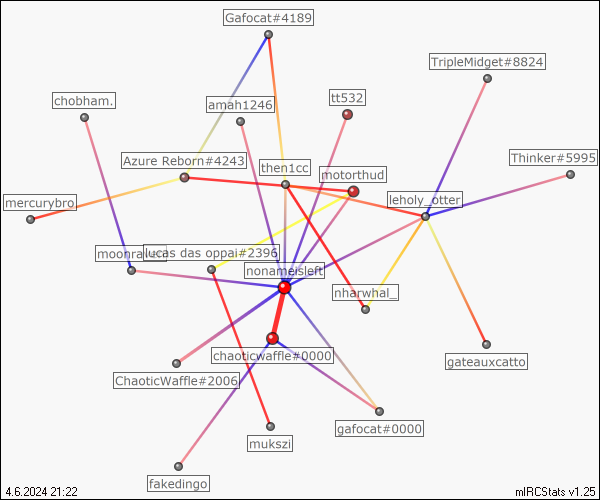 Gafocat#4189
TripleMidget#8824
chobham.
amah1246
tt532
Azure Reborn#4243
then1cc
motorthud
Thinker#5995
mercurybro
leholy_otter
lucas das oppai#2396
nonameisleft
nharwhal_
chaoticwaffle#0000
ChaoticWaffle#2006
gateauxcatto
gafocat#0000
mukszi
fakedingo
4.6.2024 21:22
mIRCStats v1.25